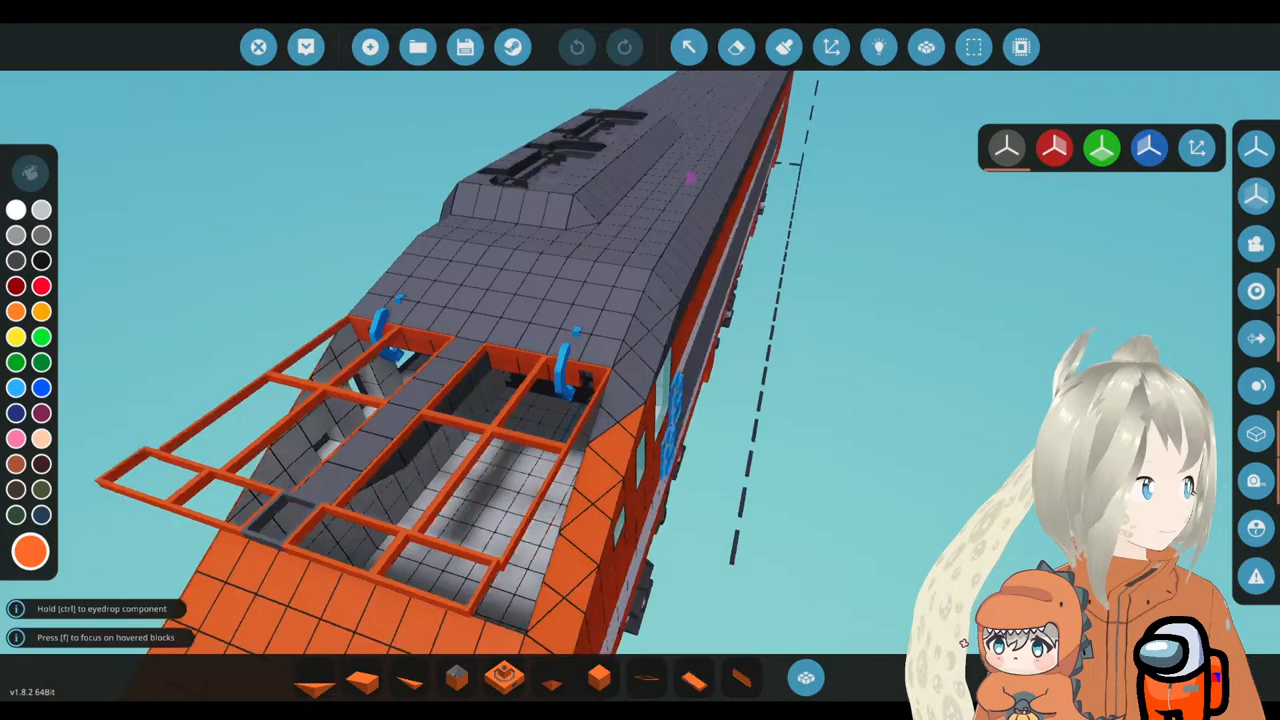 Hold [ctrl] to eyedrop component
Press [f] to focus on hovered blocks
v1.8.2 64Bit